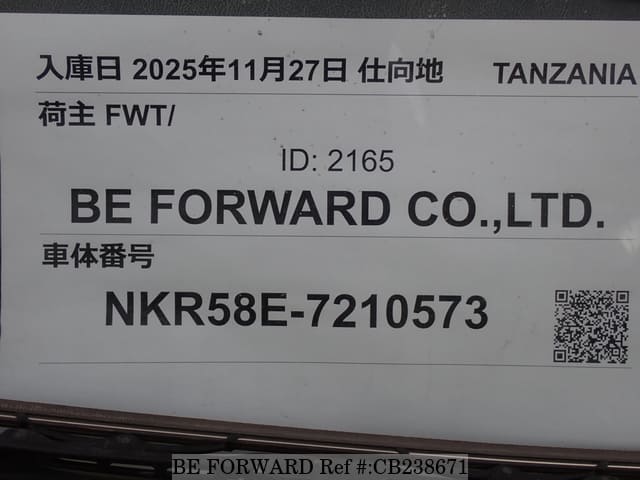 入庫日 2025年11月27日 仕向地 TANZANIA
荷主 FWT/
ID: 2165
BE FORWARD CO.,LTD.
車体番号
NKR58E-7210573
BE FORWARD Ref #:CB238671